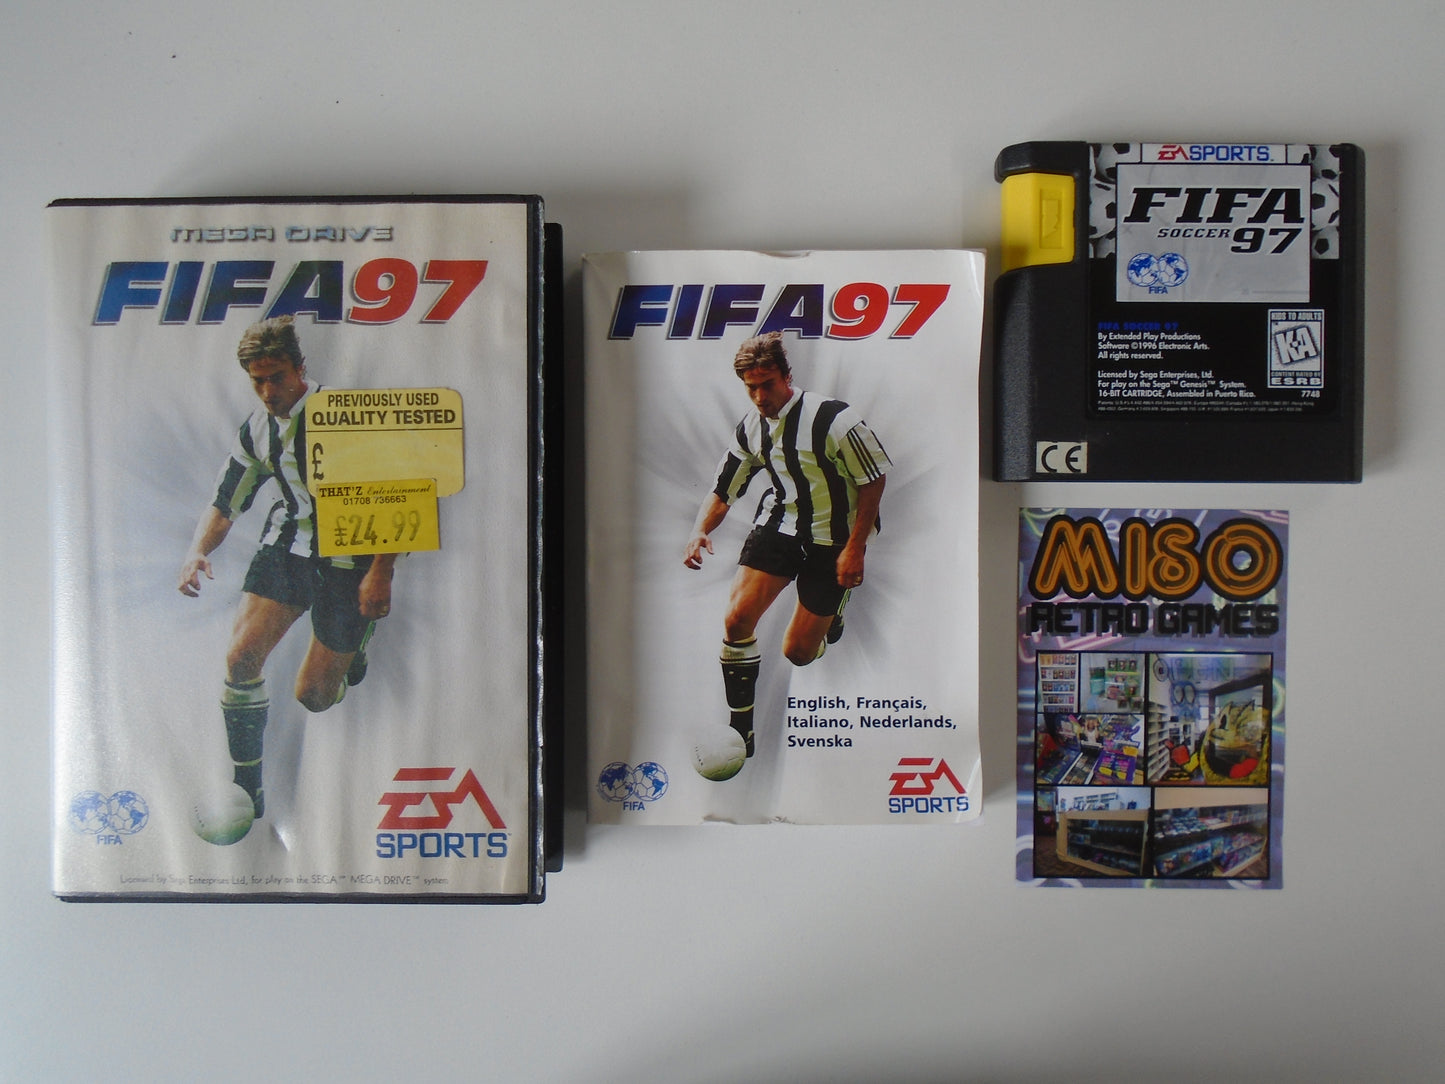 MEGA DRIVE
FIFA97
PREVIOUSLY USED
QUALITY TESTED
£
THAT'Z Entertainment
01708 736663
£24.99
FIFA
EA
SPORTS
Licensed by Sega Enterprises Ltd, for play on the SEGA™ MEGA DRIVE™ system
FIFA97
English, Français,
Italiano, Nederlands,
Svenska
FIFA
EA
SPORTS
EA SPORTS
FIFA
SOCCER 97
FIFA
FIFA SOCCER 97
By Extended Play Productions
Software ©1996 Electronic Arts.
All rights reserved.
Licensed by Sega Enterprises, Ltd.
For play on the Sega™ Genesis™ System.
16-BIT CARTRIDGE, Assembled in Puerto Rico.
KIDS TO ADULTS
KA
CONTENT RATED BY
ESRB
7748
CE
MISO
RETRO GAMES